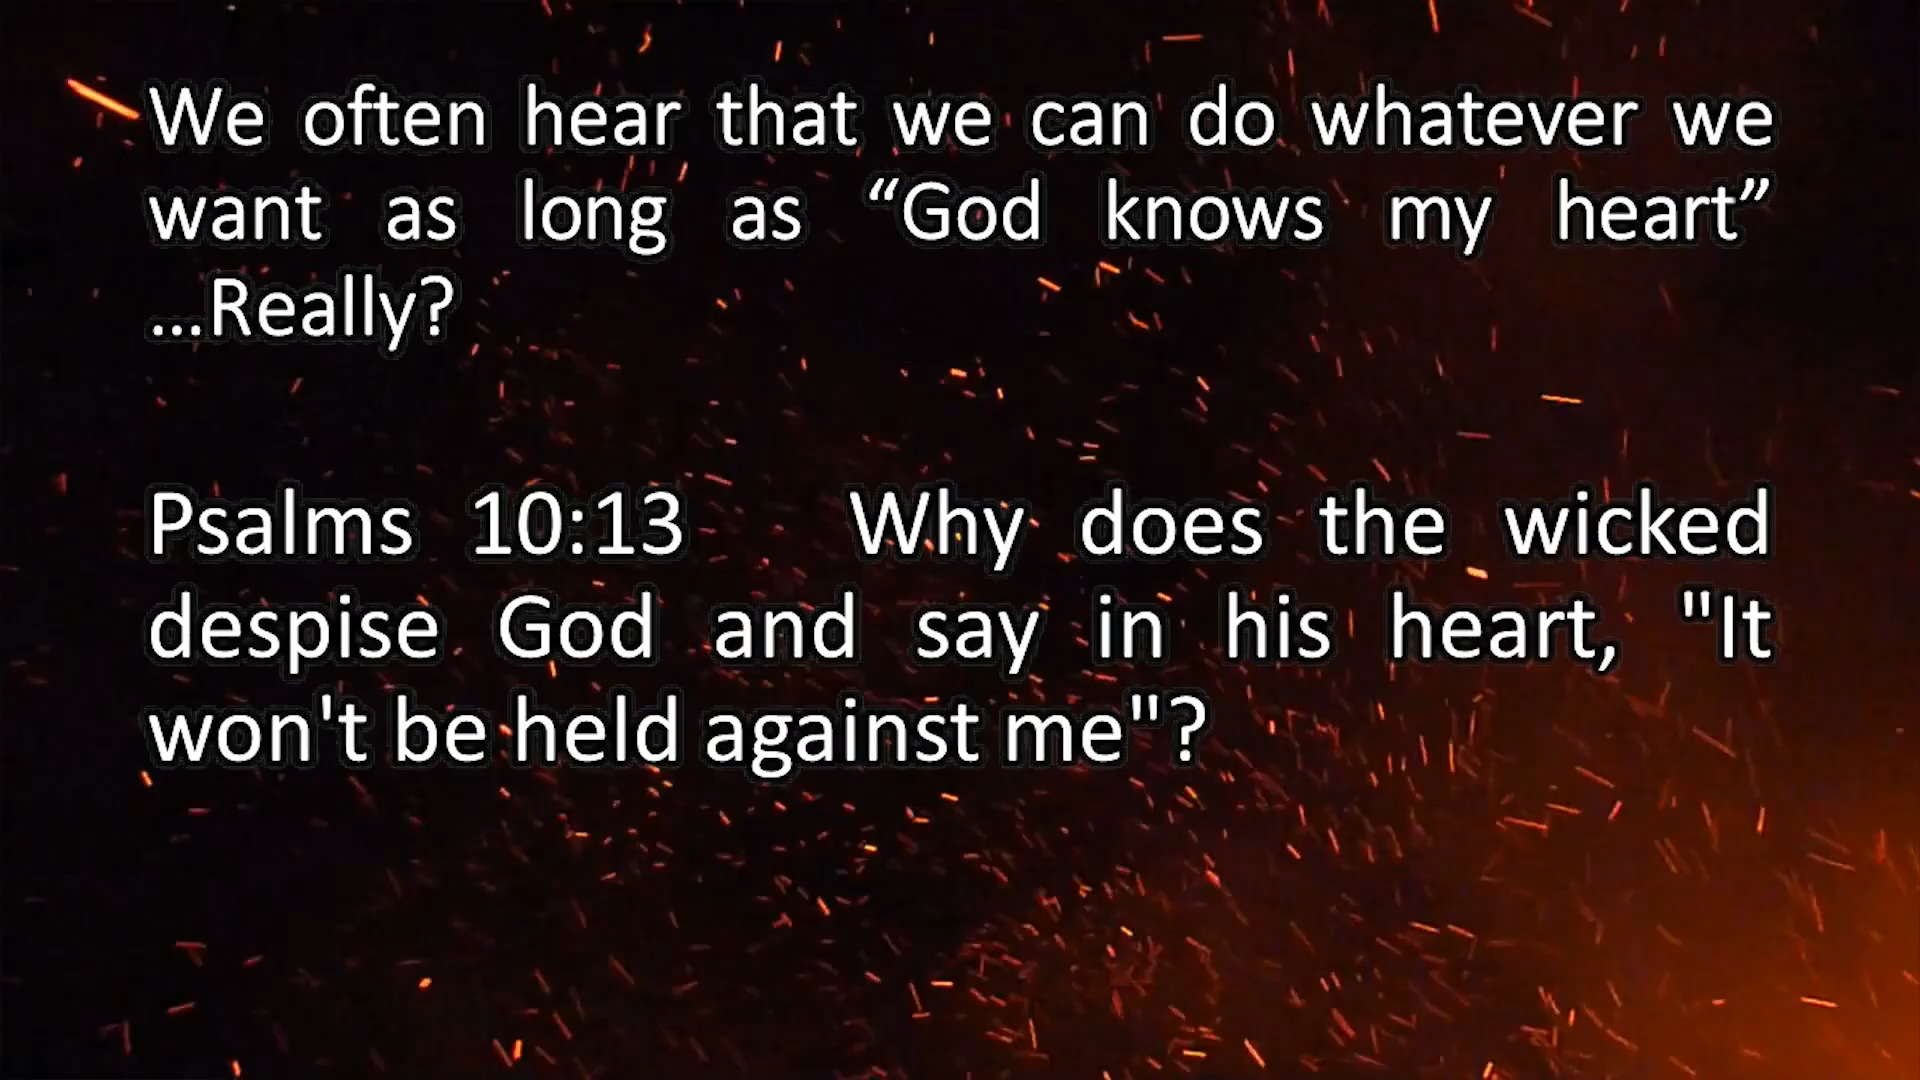 We often hear that we can do whatever we
want as long as “God knows my heart”
...Really?
Psalms 10:13 Why does the wicked
despise God and say in his heart, "It
won't be held against me"?